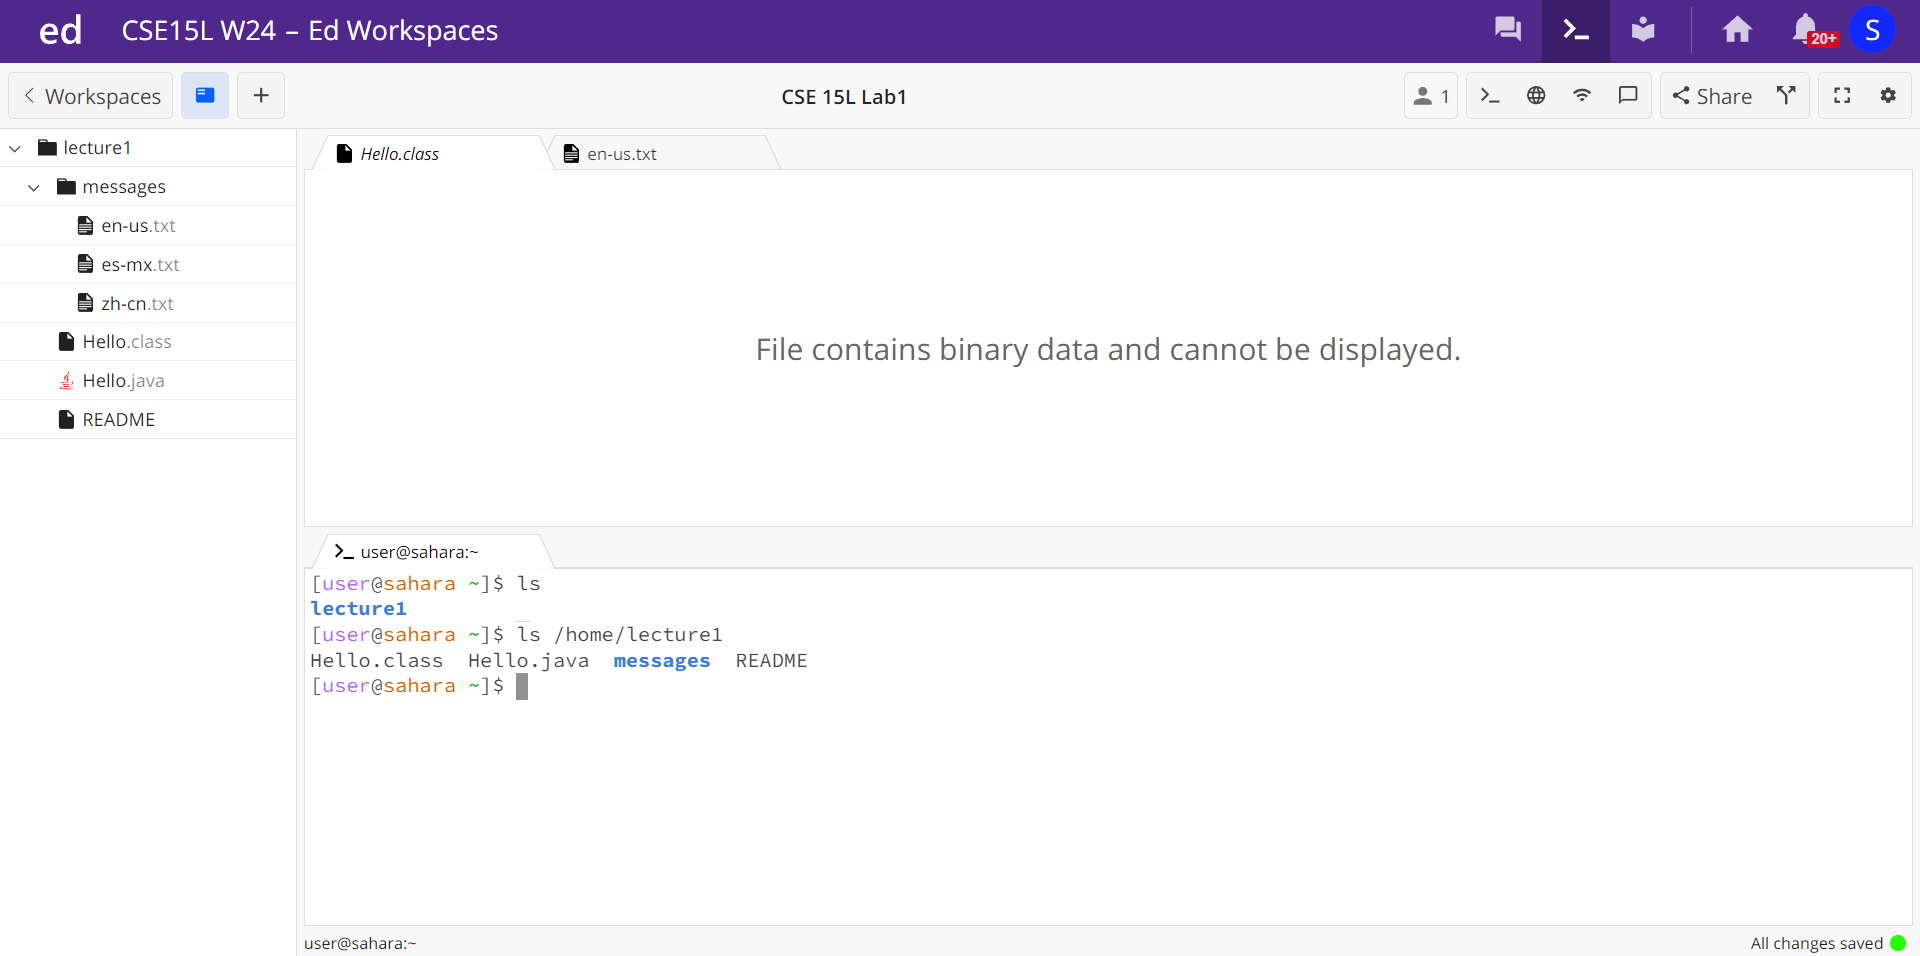 ed CSE15L W24 – Ed Workspaces 20+ S
Workspaces + CSE 15L Lab1 1 Share
lecture1
messages
en-us.txt
es-mx.txt
zh-cn.txt
Hello.class
Hello.java
README
Hello.class en-us.txt
File contains binary data and cannot be displayed.
user@sahara:~
[user@sahara ~]$ ls
lecture1
[user@sahara ~]$ ls /home/lecture1
Hello.class Hello.java messages README
[user@sahara ~]$
user@sahara:~ All changes saved